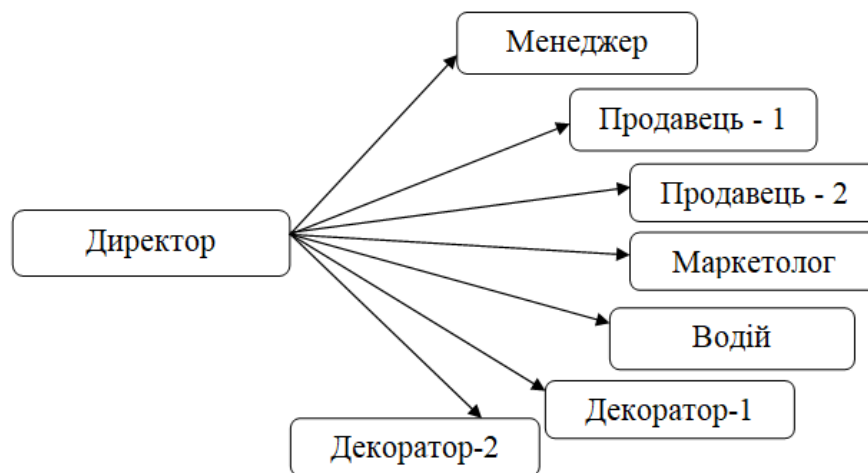 Менеджер
Продавець - 1
Продавець - 2
Директор
Маркетолог
Водій
Декоратор-1
Декоратор-2